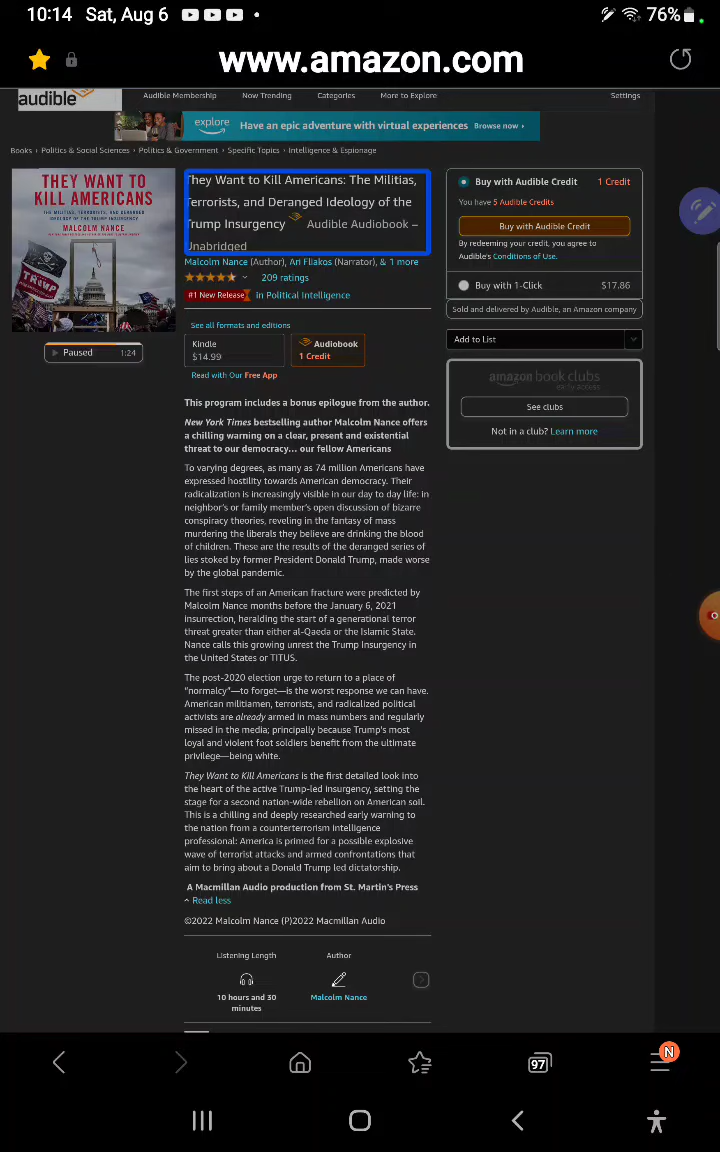 10:14 Sat, Aug 6 76%
www.amazon.com
audible
Audible Membership Now Trending Categories More to Explore Settings
explore Have an epic adventure with virtual experiences Browse now ›
Books › Politics & Social Sciences › Politics & Government › Specific Topics › Intelligence & Espionage
THEY WANT TO
KILL AMERICANS
THE MILITIAS, TERRORISTS, AND DERANGED
IDEOLOGY OF THE TRUMP INSURGENCY
MALCOLM NANCE
TRUMP
Paused 1:24
They Want to Kill Americans: The Militias,
Terrorists, and Deranged Ideology of the
Trump Insurgency Audible Audiobook –
Unabridged
Malcolm Nance (Author), Ari Fliakos (Narrator), & 1 more
209 ratings
#1 New Release in Political Intelligence
See all formats and editions
Kindle
$14.99
Audiobook
1 Credit
Read with Our Free App
This program includes a bonus epilogue from the author.
New York Times bestselling author Malcolm Nance offers
a chilling warning on a clear, present and existential
threat to our democracy… our fellow Americans
To varying degrees, as many as 74 million Americans have
expressed hostility towards American democracy. Their
radicalization is increasingly visible in our day to day life: in
neighbor's or family member's open discussion of bizarre
conspiracy theories, reveling in the fantasy of mass
murdering the liberals they believe are drinking the blood
of children. These are the results of the deranged series of
lies stoked by former President Donald Trump, made worse
by the global pandemic.
The first steps of an American fracture were predicted by
Malcolm Nance months before the January 6, 2021
insurrection, heralding the start of a generational terror
threat greater than either al-Qaeda or the Islamic State.
Nance calls this growing unrest the Trump Insurgency in
the United States or TITUS.
The post-2020 election urge to return to a place of
"normalcy"—to forget—is the worst response we can have.
American militiamen, terrorists, and radicalized political
activists are already armed in mass numbers and regularly
missed in the media; principally because Trump's most
loyal and violent foot soldiers benefit from the ultimate
privilege—being white.
They Want to Kill Americans is the first detailed look into
the heart of the active Trump-led insurgency, setting the
stage for a second nation-wide rebellion on American soil.
This is a chilling and deeply researched early warning to
the nation from a counterterrorism intelligence
professional: America is primed for a possible explosive
wave of terrorist attacks and armed confrontations that
aim to bring about a Donald Trump led dictatorship.
A Macmillan Audio production from St. Martin's Press
Read less
©2022 Malcolm Nance (P)2022 Macmillan Audio
Listening Length
10 hours and 30
minutes
Author
Malcolm Nance
Buy with Audible Credit 1 Credit
You have 5 Audible Credits
Buy with Audible Credit
By redeeming your credit, you agree to
Audible's Conditions of Use.
Buy with 1-Click $17.86
Sold and delivered by Audible, an Amazon company
Add to List
amazon book clubs
early access
See clubs
Not in a club? Learn more
97
N